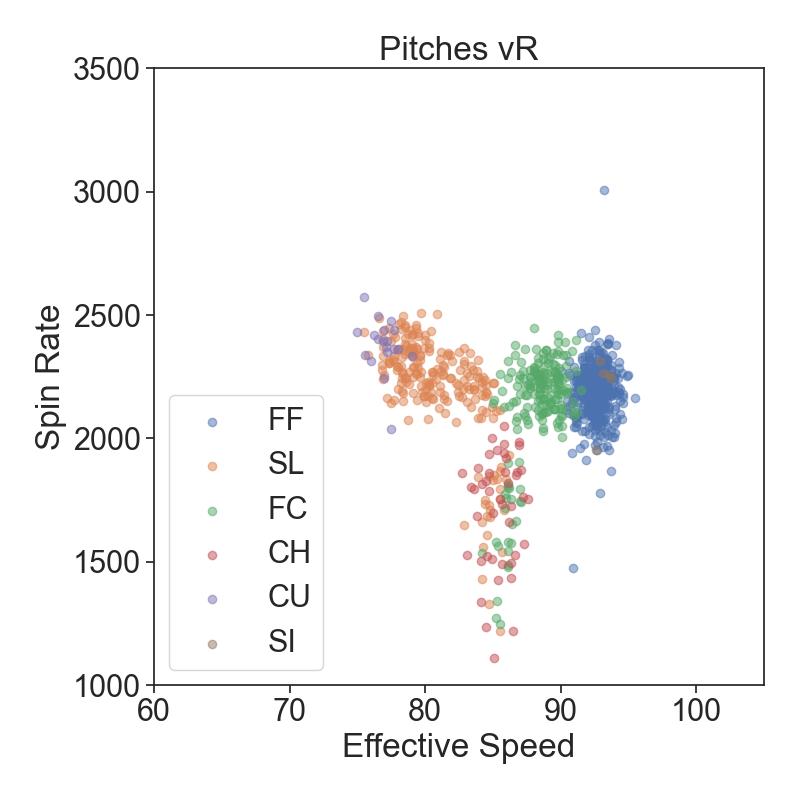 Pitches vR
3500
3000
2500
2000
1500
1000
Spin Rate
FF
SL
FC
CH
CU
SI
60 70 80 90 100
Effective Speed